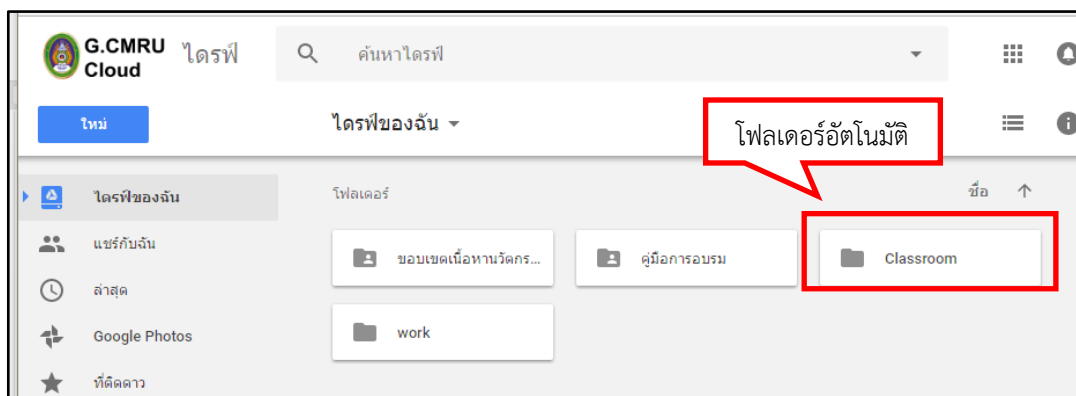 G.CMRU
Cloud
ไดรฟ์
ค้นหาไดรฟ์
ใหม่
ไดรฟ์ของฉัน
โฟลเดอร์อัตโนมัติ
ไดรฟ์ของฉัน
โฟลเดอร์
ชื่อ
แชร์กับฉัน
ขอบเขตเนื้อหานวัตกร...
คู่มือการอบรม
Classroom
ล่าสุด
Google Photos
work
ที่ติดดาว